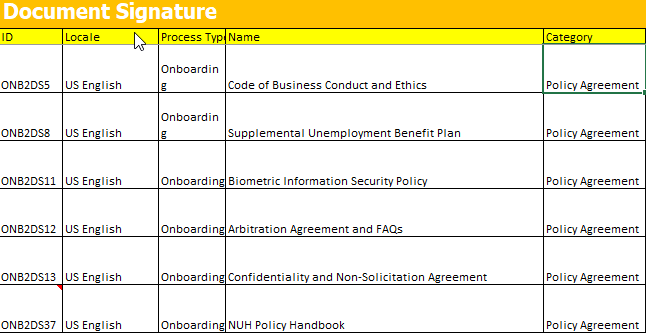 Document Signature
ID Locale Process Typ Name Category
Onboardin
ONB2DS5 US English g Code of Business Conduct and Ethics Policy Agreement
Onboardin
ONB2DS8 US English g Supplemental Unemployment Benefit Plan Policy Agreement
ONB2DS11 US English Onboarding Biometric Information Security Policy Policy Agreement
ONB2DS12 US English Onboarding Arbitration Agreement and FAQs Policy Agreement
ONB2DS13 US English Onboarding Confidentiality and Non-Solicitation Agreement Policy Agreement
ONB2DS37 US English Onboarding NUH Policy Handbook Policy Agreement